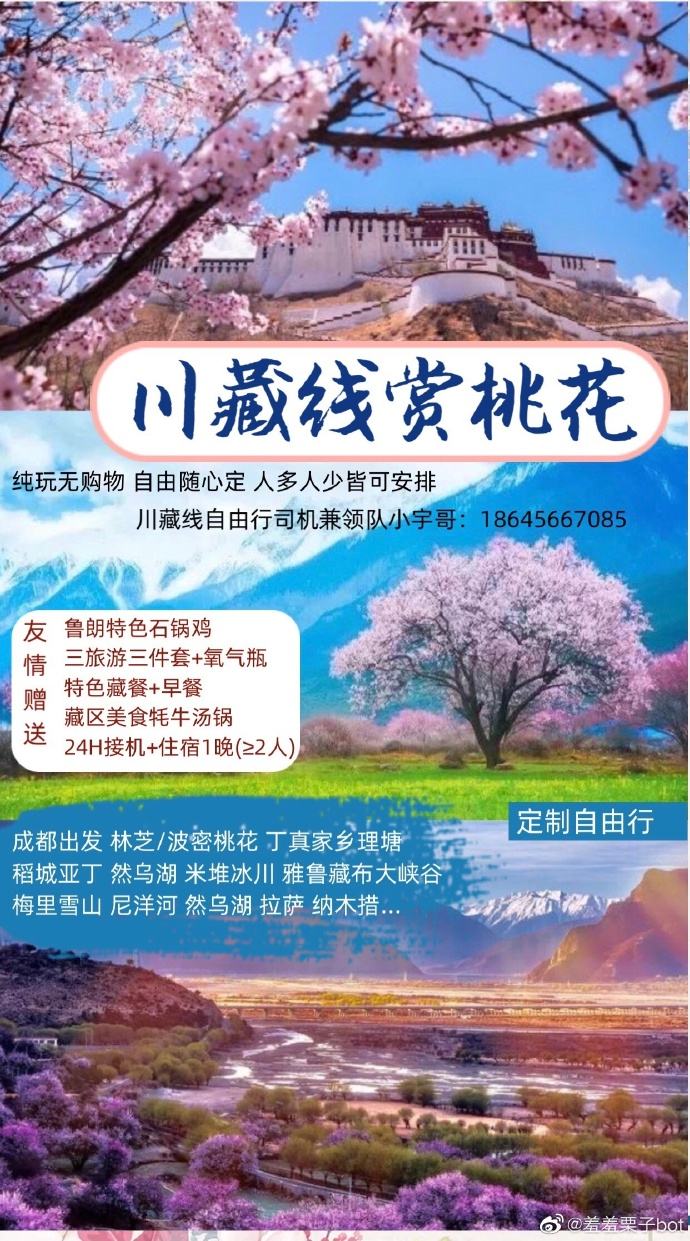 川藏线赏桃花
纯玩无购物 自由随心定 人多人少皆可安排
川藏线自由行司机兼领队小宇哥：18645667085
友情赠送
鲁朗特色石锅鸡
三旅游三件套+氧气瓶
特色藏餐+早餐
藏区美食牦牛汤锅
24H接机+住宿1晚(≥2人)
定制自由行
成都出发 林芝/波密桃花 丁真家乡理塘
稻城亚丁 然乌湖 米堆冰川 雅鲁藏布大峡谷
梅里雪山 尼洋河 然乌湖 拉萨 纳木措...
@羞羞栗子bot